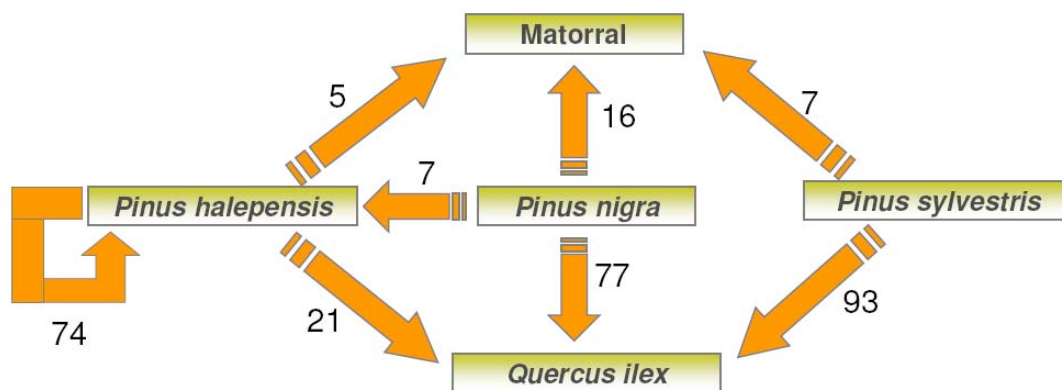 Matorral
5
16
7
7
Pinus halepensis
Pinus nigra
Pinus sylvestris
77
74
21
93
Quercus ilex